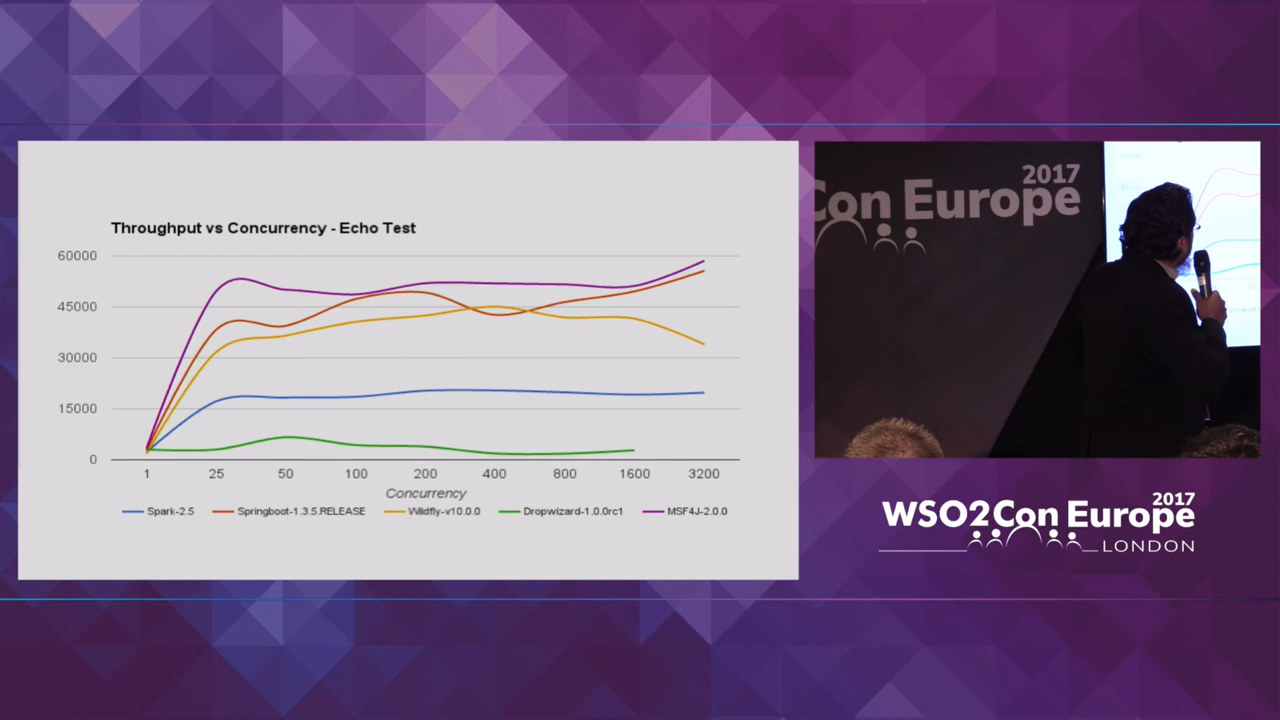 Throughput vs Concurrency - Echo Test
60000
45000
30000
15000
0
1 25 50 100 200 400 800 1600 3200
Concurrency
Spark-2.5 Springboot-1.3.5.RELEASE Wildfly-v10.0.0 Dropwizard-1.0.0rc1 MSF4J-2.0.0
2017
Con Europe
2017
WSO2Con Europe
LONDON